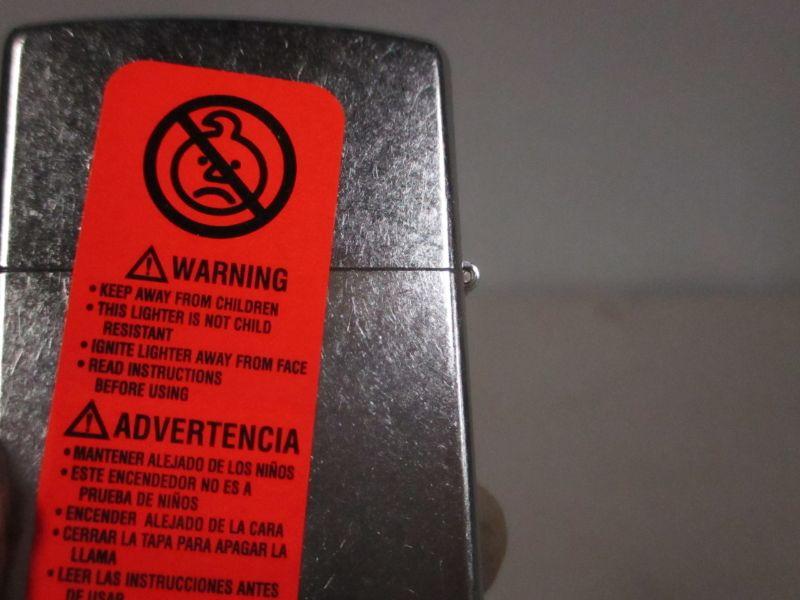 WARNING
• KEEP AWAY FROM CHILDREN
• THIS LIGHTER IS NOT CHILD
RESISTANT
• IGNITE LIGHTER AWAY FROM FACE
• READ INSTRUCTIONS
BEFORE USING
ADVERTENCIA
• MANTENER ALEJADO DE LOS NIÑOS
• ESTE ENCENDEDOR NO ES A
PRUEBA DE NIÑOS
• ENCENDER ALEJADO DE LA CARA
• CERRAR LA TAPA PARA APAGAR LA
LLAMA
• LEER LAS INSTRUCCIONES ANTES
DE USAR